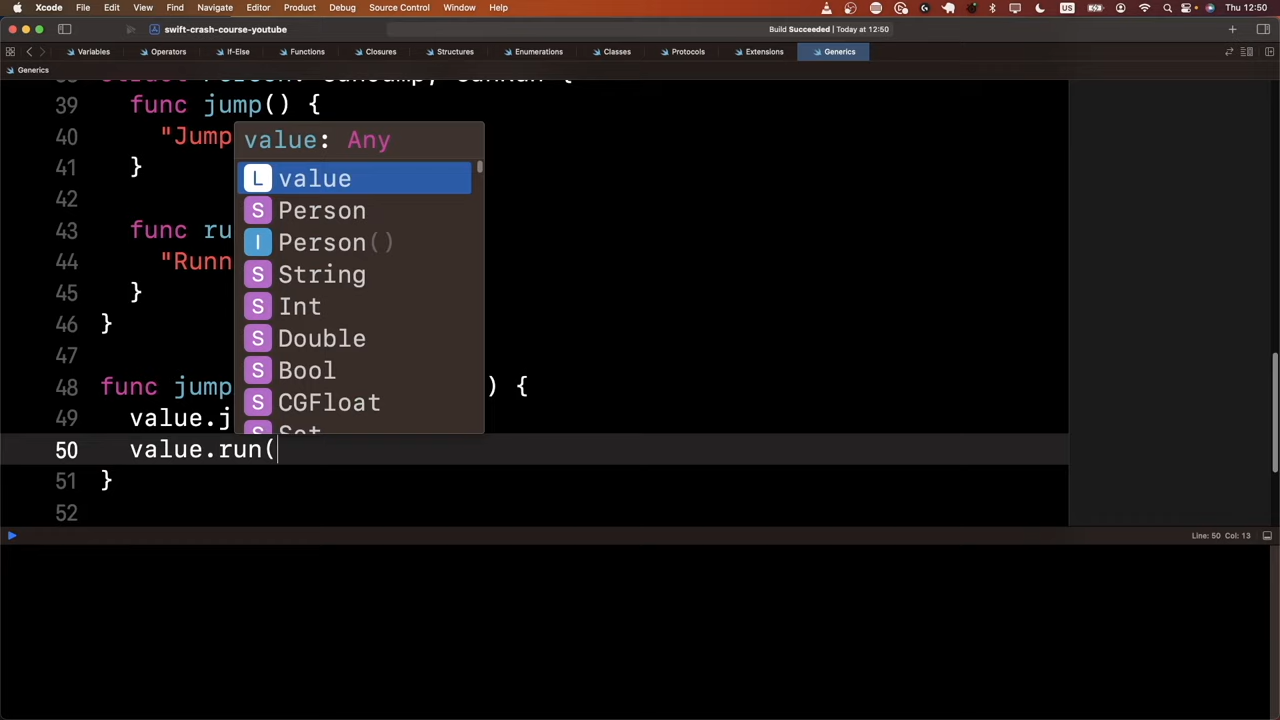 Xcode File Edit View Find Navigate Editor Product Debug Source Control Window Help US Thu 12:50
swift-crash-course-youtube Build Succeeded | Today at 12:50
Variables Operators If-Else Functions Closures Structures Enumerations Classes Protocols Extensions Generics
Generics
39 func jump() {
40 "Jump
41 }
42
43 func ru
44 "Runn
45 }
46 }
47
48 func jump ) {
49 value.j
50 value.run(
51 }
52
value: Any
L value
S Person
I Person()
S String
S Int
S Double
S Bool
S CGFloat
S Set
Line: 50 Col: 13